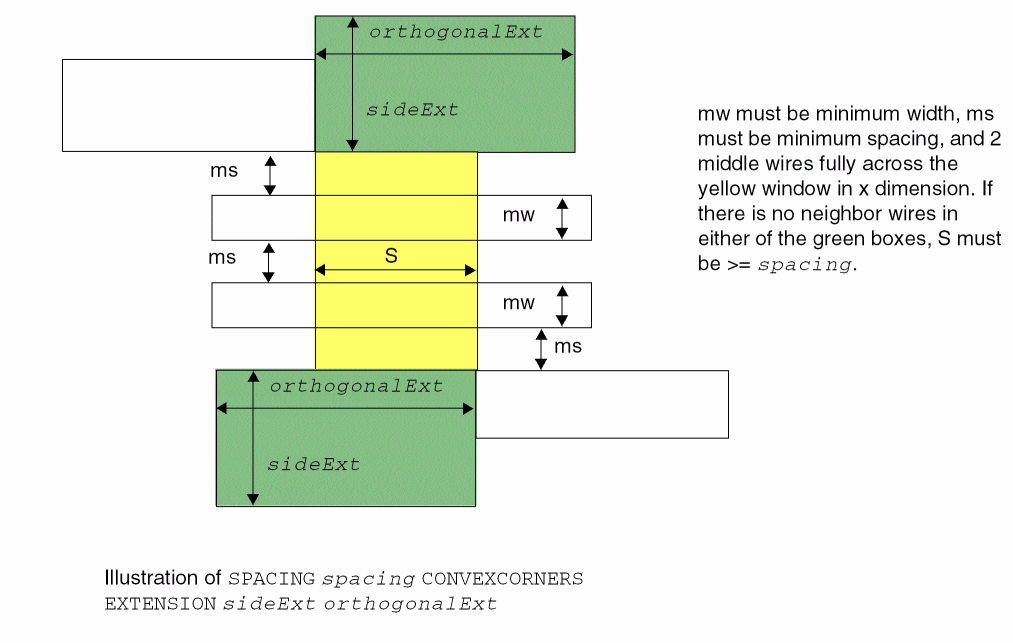 orthogonalExt
sideExt
mw must be minimum width, ms
must be minimum spacing, and 2
middle wires fully across the
yellow window in x dimension. If
there is no neighbor wires in
either of the green boxes, S must
be >= spacing.
ms
mw
ms
S
mw
ms
orthogonalExt
sideExt
Illustration of SPACING spacing CONVEXCORNERS
EXTENSION sideExt orthogonalExt